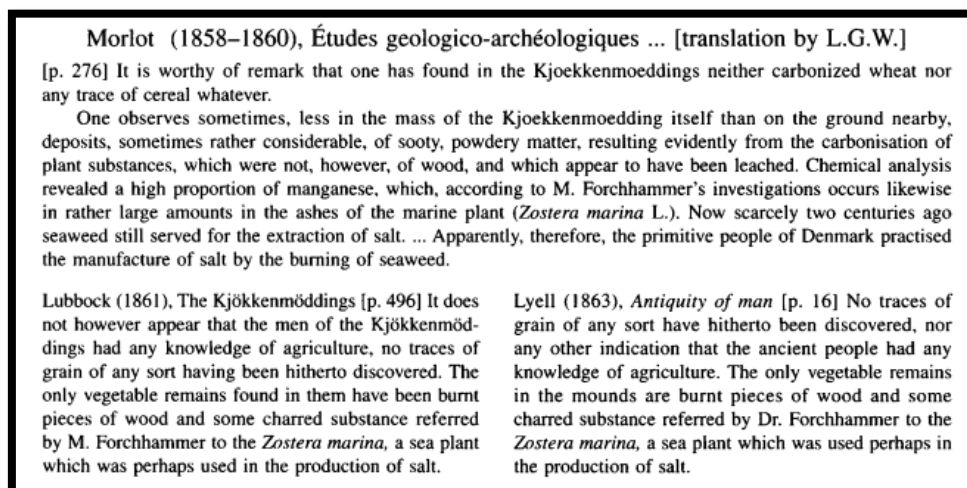 Morlot (1858–1860), Études geologico-archéologiques ... [translation by L.G.W.]
[p. 276] It is worthy of remark that one has found in the Kjoekkenmoeddings neither carbonized wheat nor
any trace of cereal whatever.
One observes sometimes, less in the mass of the Kjoekkenmoedding itself than on the ground nearby,
deposits, sometimes rather considerable, of sooty, powdery matter, resulting evidently from the carbonisation of
plant substances, which were not, however, of wood, and which appear to have been leached. Chemical analysis
revealed a high proportion of manganese, which, according to M. Forchhammer's investigations occurs likewise
in rather large amounts in the ashes of the marine plant (Zostera marina L.). Now scarcely two centuries ago
seaweed still served for the extraction of salt. ... Apparently, therefore, the primitive people of Denmark practised
the manufacture of salt by the burning of seaweed.
Lubbock (1861), The Kjökkenmöddings [p. 496] It does
not however appear that the men of the Kjökkenmöd-
dings had any knowledge of agriculture, no traces of
grain of any sort having been hitherto discovered. The
only vegetable remains found in them have been burnt
pieces of wood and some charred substance referred
by M. Forchhammer to the Zostera marina, a sea plant
which was perhaps used in the production of salt.
Lyell (1863), Antiquity of man [p. 16] No traces of
grain of any sort have hitherto been discovered, nor
any other indication that the ancient people had any
knowledge of agriculture. The only vegetable remains
in the mounds are burnt pieces of wood and some
charred substance referred by Dr. Forchhammer to the
Zostera marina, a sea plant which was used perhaps in
the production of salt.